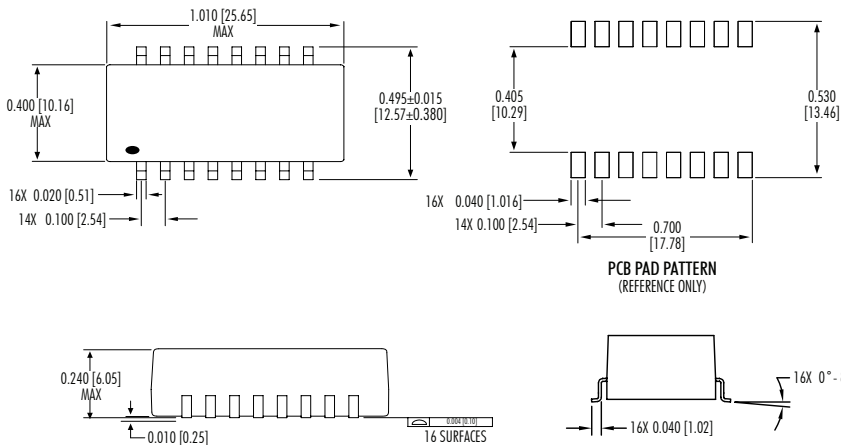 1.010 [25.65]
MAX
0.400 [10.16]
MAX
0.495±0.015
[12.57±0.380]
16X 0.020 [0.51]
14X 0.100 [2.54]
0.405
[10.29]
0.530
[13.46]
16X 0.040 [1.016]
14X 0.100 [2.54]
0.700
[17.78]
PCB PAD PATTERN
(REFERENCE ONLY)
0.240 [6.05]
MAX
0.010 [0.25]
0.004 [0.10]
16 SURFACES
16X 0.040 [1.02]
16X 0°-